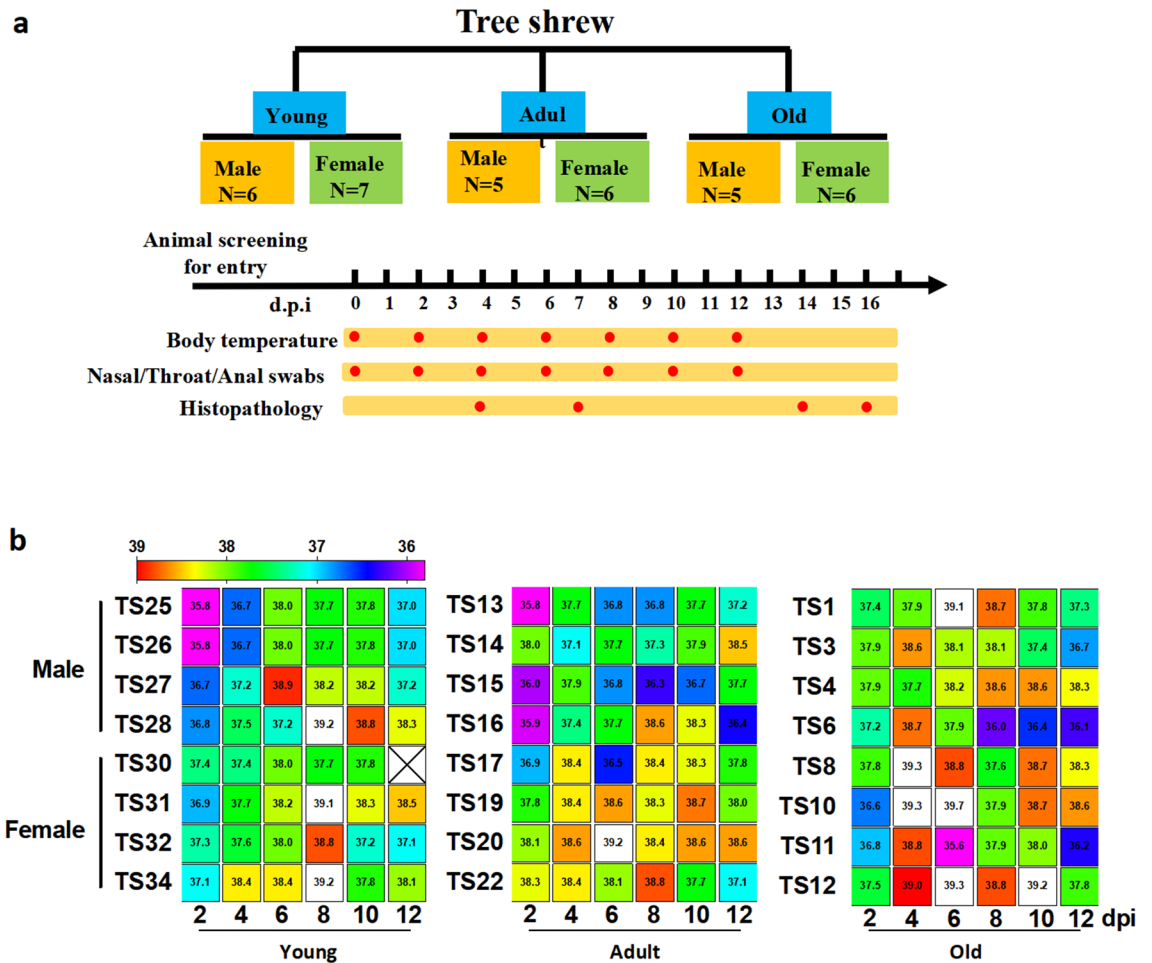 a
Tree shrew
Young Adul
t Old
Male
N=6 Female
N=7 Male
N=5 Female
N=6 Male
N=5 Female
N=6
Animal screening
for entry
d.p.i 0 1 2 3 4 5 6 7 8 9 10 11 12 13 14 15 16
Body temperature
Nasal/Throat/Anal swabs
Histopathology
b
39 38 37 36
Male
Female
TS25 35.8 36.7 38.0 37.7 37.8 37.0
TS26 35.8 36.7 38.0 37.7 37.8 37.0
TS27 36.7 37.2 38.9 38.2 38.2 37.2
TS28 36.8 37.5 37.2 39.2 38.8 38.3
TS30 37.4 37.4 38.0 37.7 37.8
TS31 36.9 37.7 38.2 39.1 38.3 38.5
TS32 37.3 37.6 38.0 38.8 37.2 37.1
TS34 37.1 38.4 38.4 39.2 37.8 38.1
2 4 6 8 10 12
Young
TS13 35.8 37.7 36.8 36.8 37.7 37.2
TS14 38.0 37.1 37.7 37.3 37.9 38.5
TS15 36.0 37.9 36.8 36.3 36.7 37.7
TS16 35.9 37.4 37.7 38.6 38.3 36.4
TS17 36.9 38.4 36.5 38.4 38.3 37.8
TS19 37.8 38.4 38.6 38.3 38.7 38.0
TS20 38.1 38.6 39.2 38.4 38.6 38.6
TS22 38.3 38.4 38.1 38.8 37.7 37.1
2 4 6 8 10 12
Adult
TS1 37.4 37.9 39.1 38.7 37.8 37.3
TS3 37.9 38.6 38.1 38.1 37.4 36.7
TS4 37.9 37.7 38.2 38.6 38.6 38.3
TS6 37.2 38.7 37.9 36.0 36.4 36.1
TS8 37.8 39.3 38.8 37.6 38.7 38.3
TS10 36.6 39.3 39.7 37.9 38.7 38.6
TS11 36.8 38.8 35.6 37.9 38.0 36.2
TS12 37.5 39.0 39.3 38.8 39.2 37.8
2 4 6 8 10 12 dpi
Old